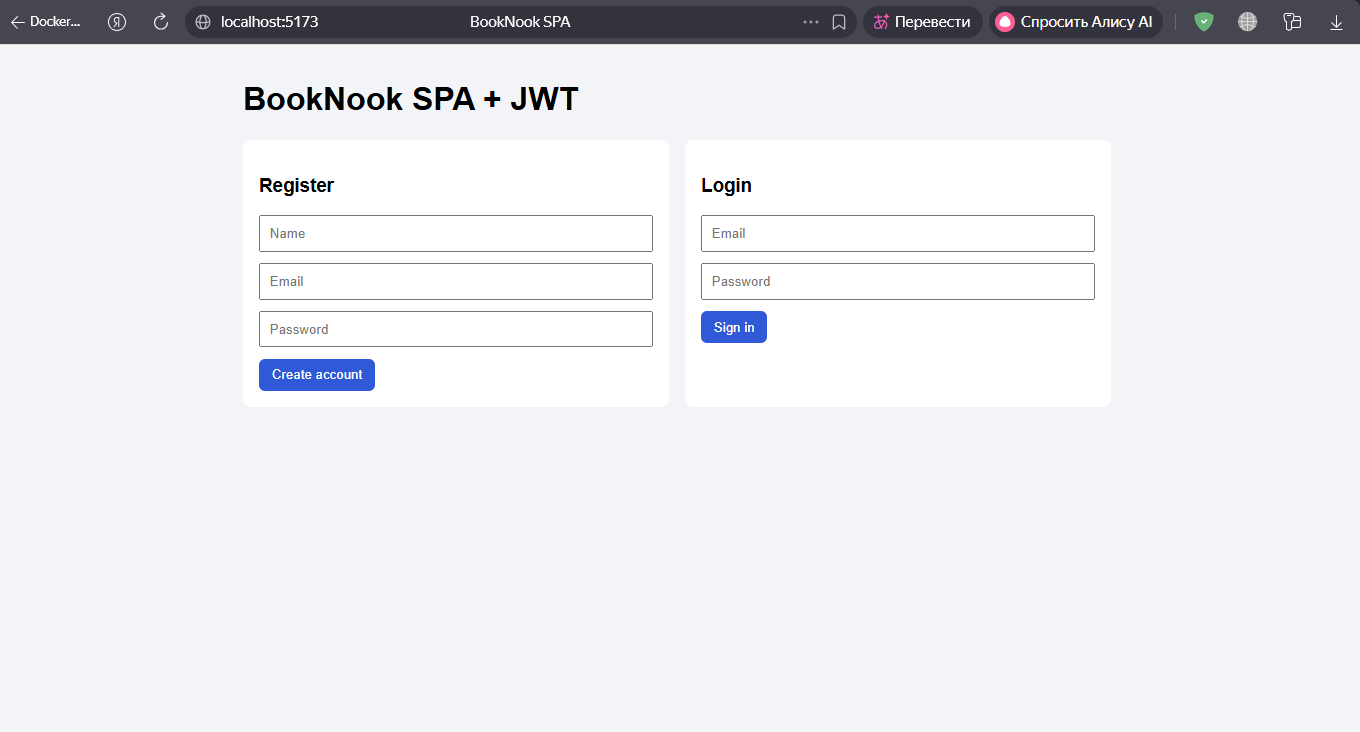 Docker... Я localhost:5173 BookNook SPA Перевести Спросить Алису AI
BookNook SPA + JWT
Register
Name
Email
Password
Create account
Login
Email
Password
Sign in